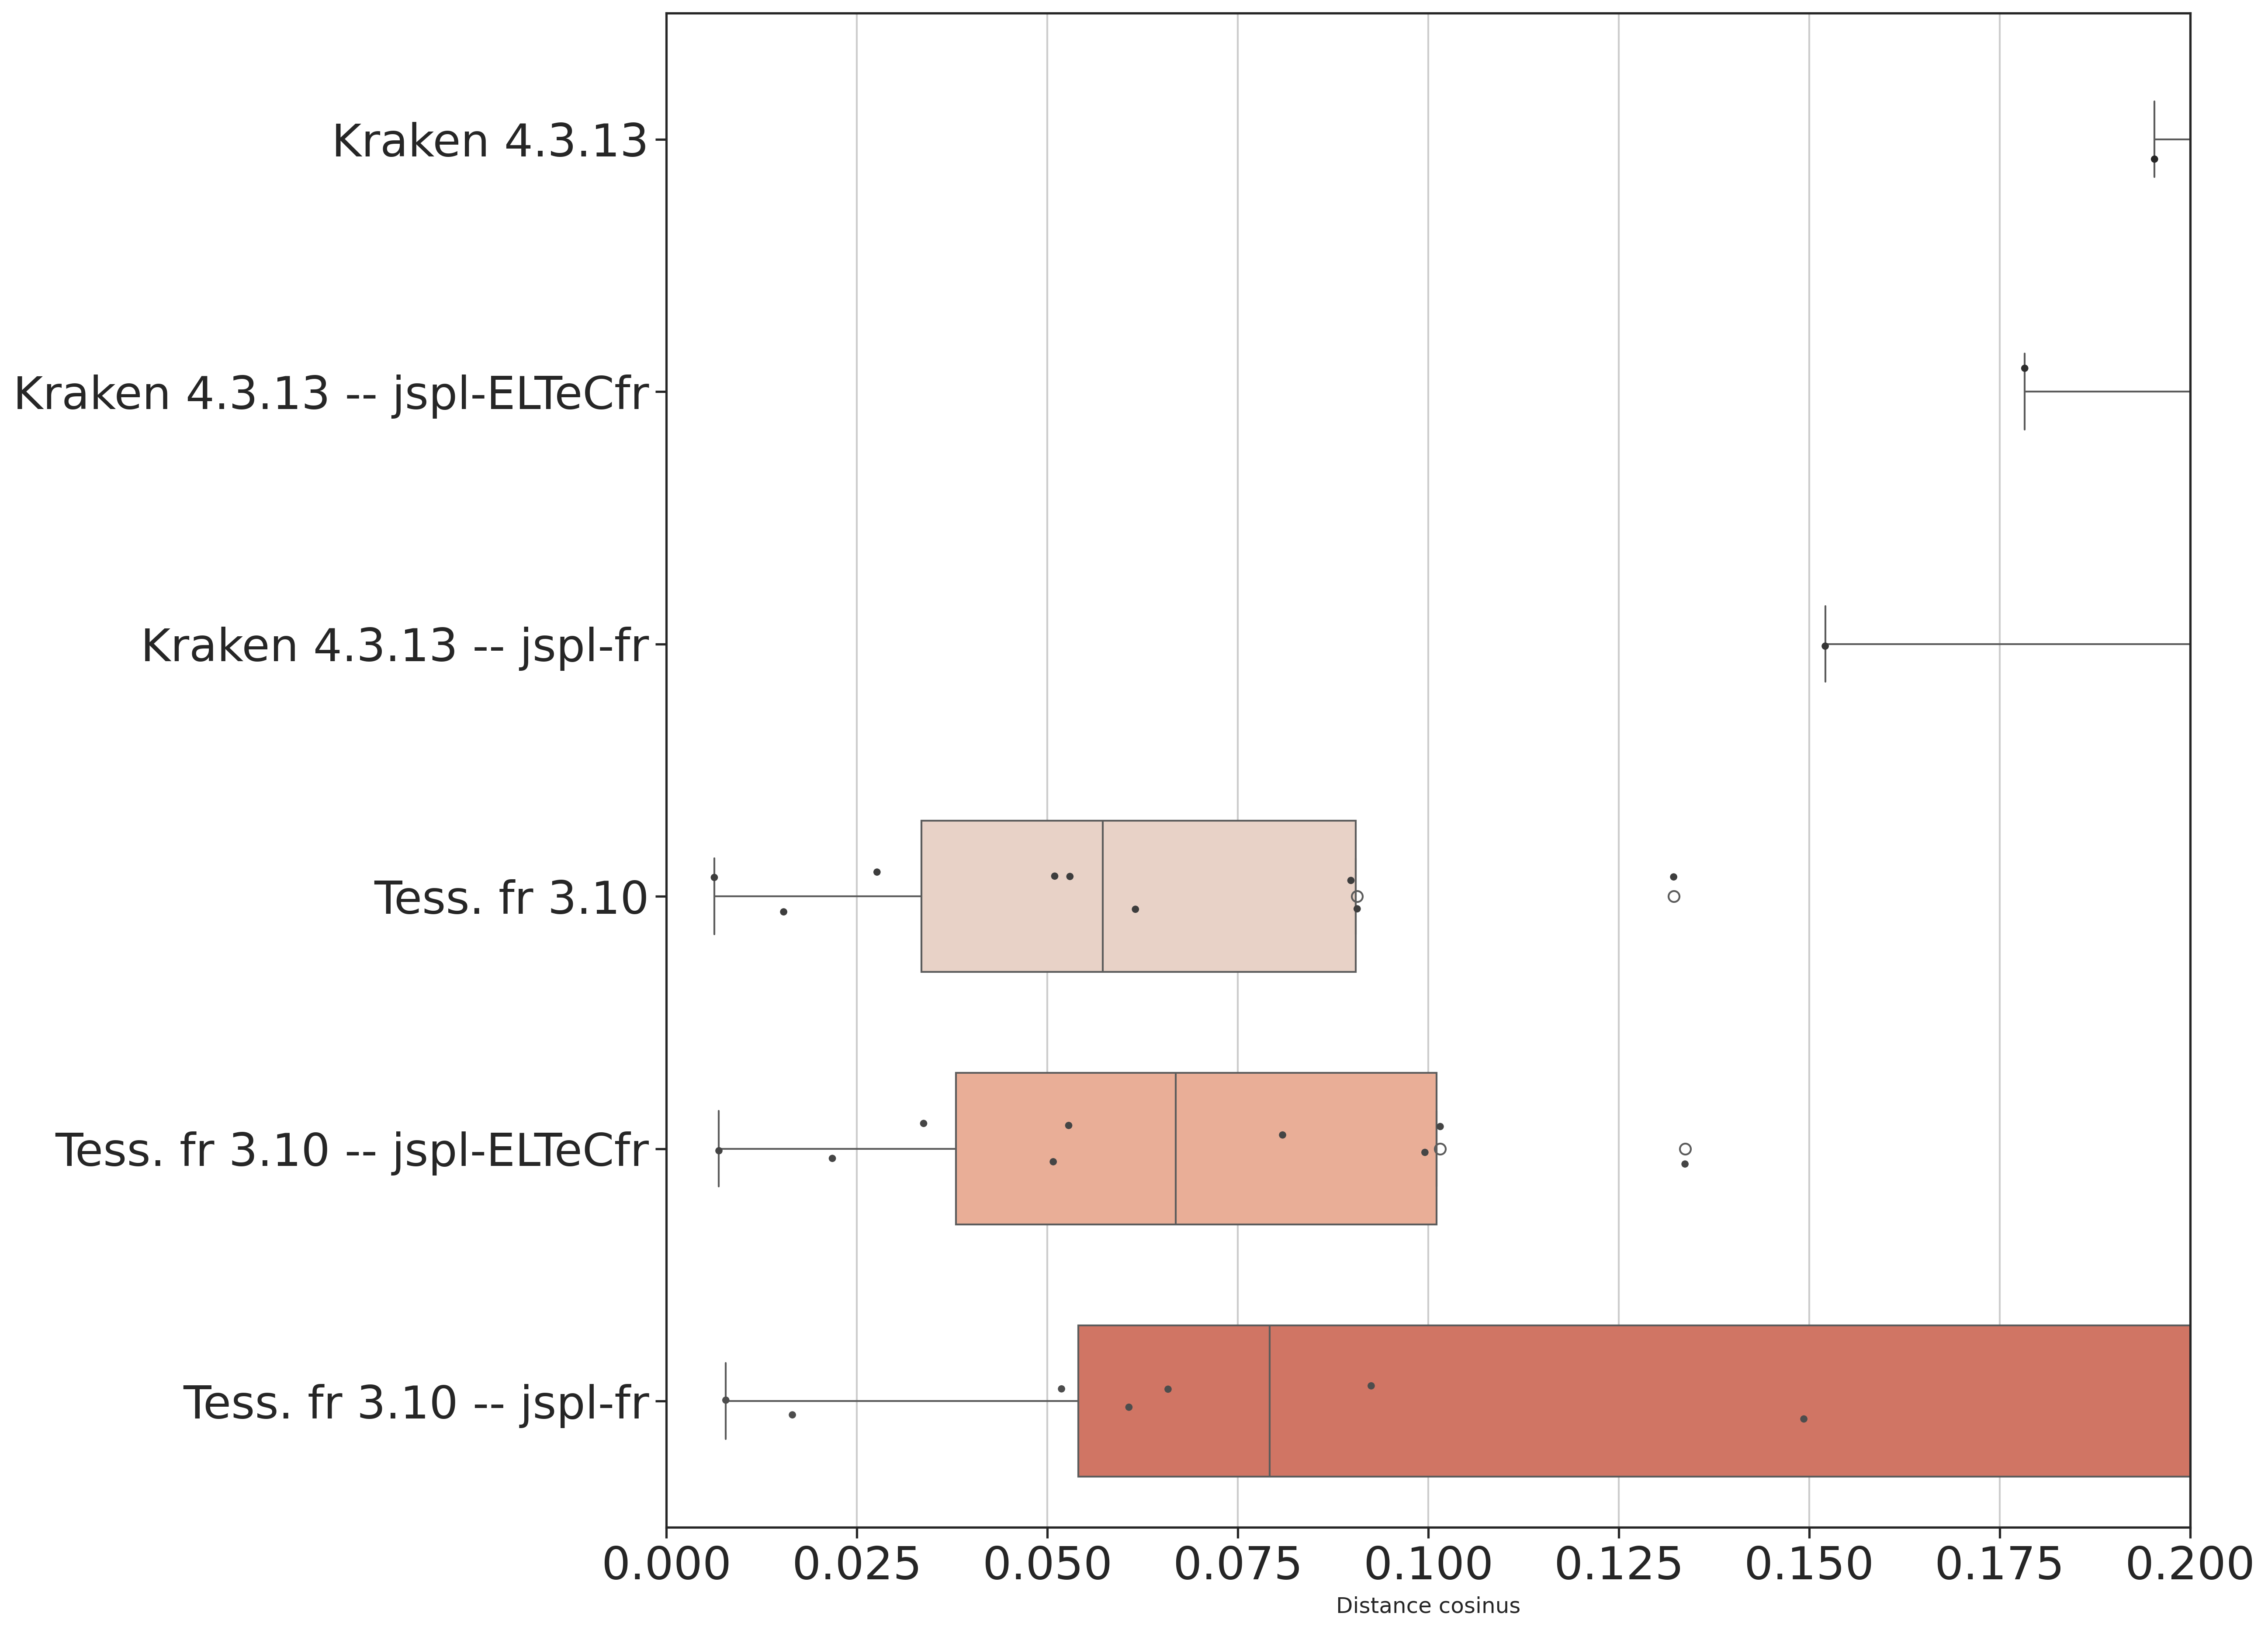 Kraken 4.3.13
Kraken 4.3.13 -- jspl-ELTeCfr
Kraken 4.3.13 -- jspl-fr
Tess. fr 3.10
Tess. fr 3.10 -- jspl-ELTeCfr
Tess. fr 3.10 -- jspl-fr
0.000 0.025 0.050 0.075 0.100 0.125 0.150 0.175 0.200
Distance cosinus